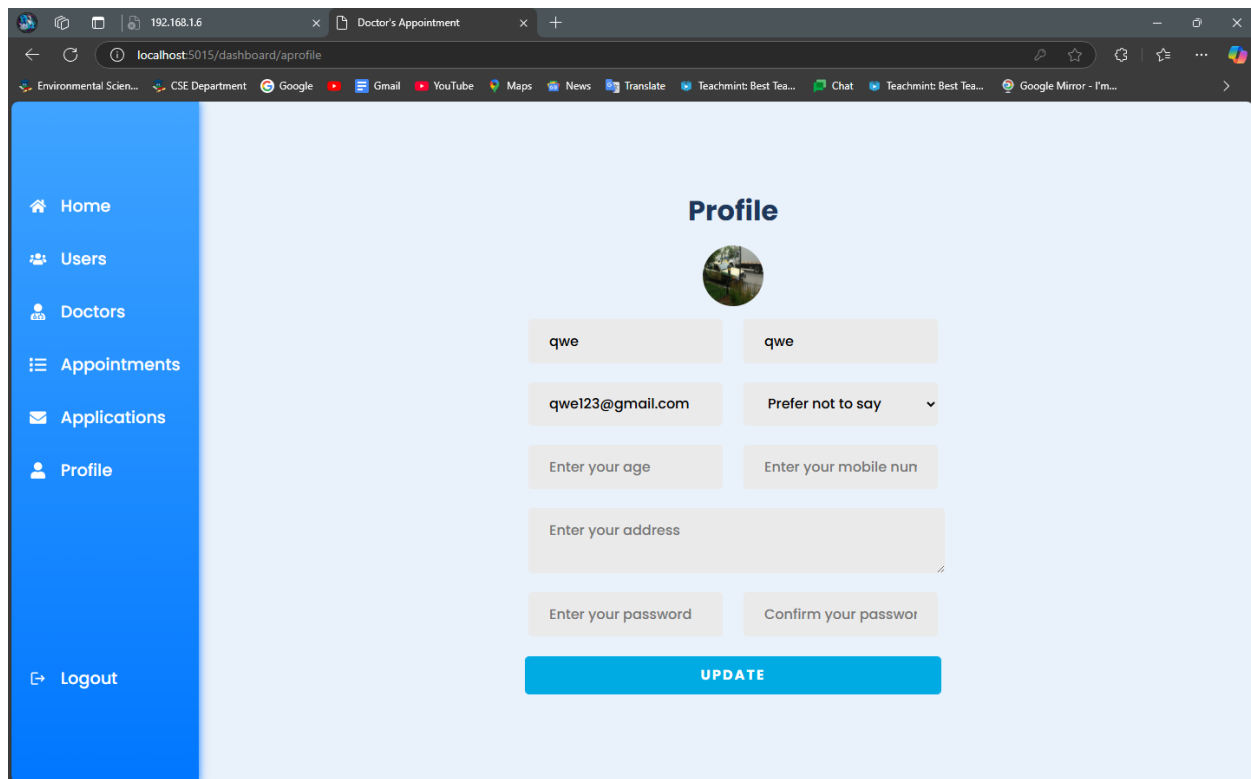 192.168.1.6
Doctor's Appointment
localhost:5015/dashboard/aprofile
Environmental Scien... CSE Department Google Gmail YouTube Maps News Translate Teachmint: Best Tea... Chat Teachmint: Best Tea... Google Mirror - I'm...
Home
Users
Doctors
Appointments
Applications
Profile
Logout
Profile
qwe qwe
qwe123@gmail.com Prefer not to say
Enter your age Enter your mobile num
Enter your address
Enter your password Confirm your passwor
UPDATE